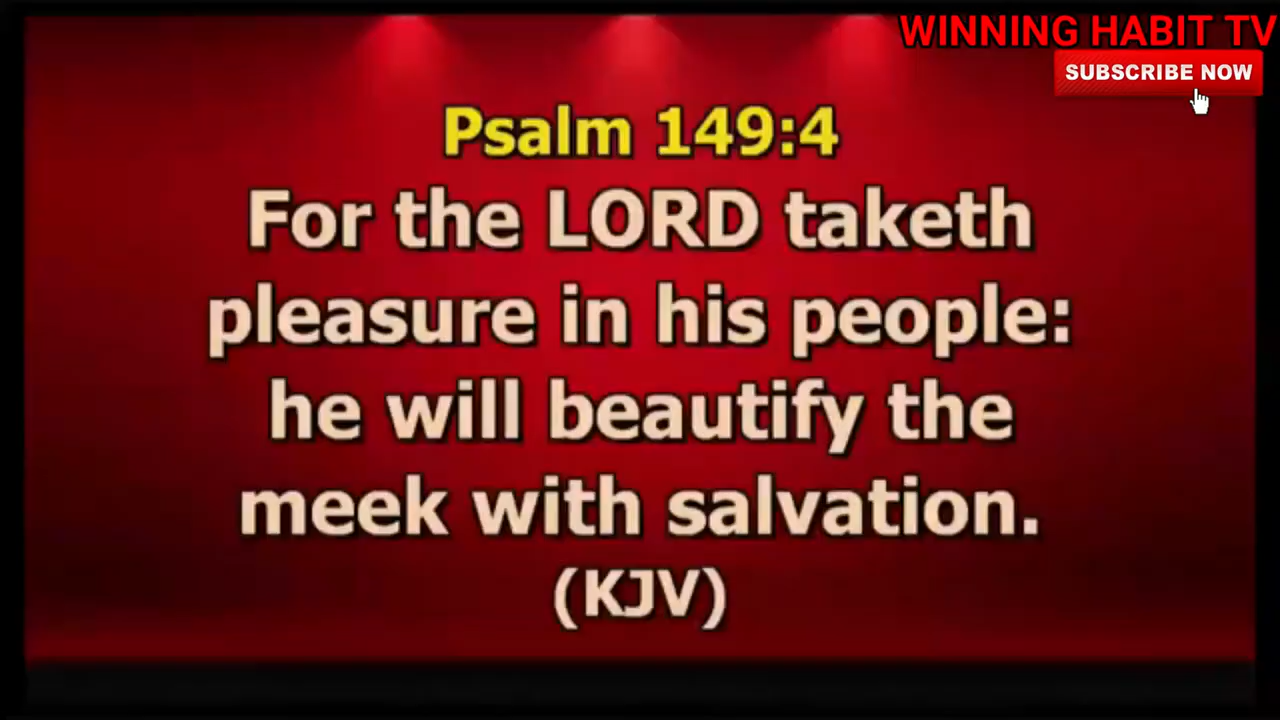 WINNING HABIT TV
SUBSCRIBE NOW
Psalm 149:4
For the LORD taketh
pleasure in his people:
he will beautify the
meek with salvation.
(KJV)